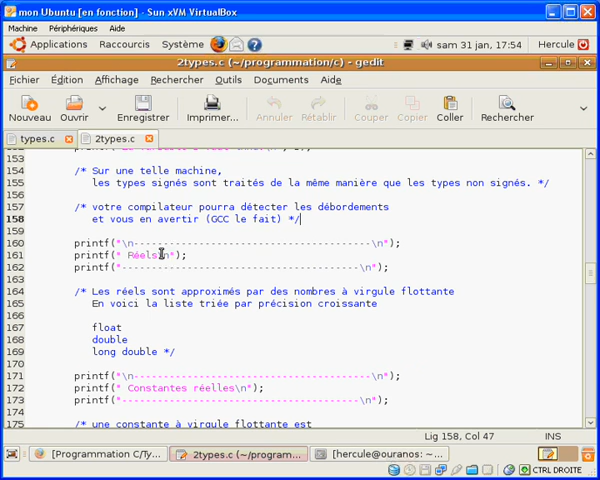 mon Ubuntu [en fonction] - Sun xVM VirtualBox
Machine Périphériques Aide
Applications Raccourcis Système sam 31 jan, 17:54 Hercule
2types.c (~/programmation/c) - gedit
Fichier Édition Affichage Rechercher Outils Documents Aide
Nouveau Ouvrir Enregistrer Imprimer... Annuler Rétablir Couper Copier Coller Rechercher
types.c 2types.c
153
154 /* Sur une telle machine,
155 les types signés sont traités de la même manière que les types non signés. */
156
157 /* votre compilateur pourra détecter les débordements
158 et vous en avertir (GCC le fait) */
159
160 printf("\n----------------------------------------\n");
161 printf(" Réels\n");
162 printf("----------------------------------------\n");
163
164 /* Les réels sont approximés par des nombres à virgule flottante
165 En voici la liste triée par précision croissante
166
167 float
168 double
169 long double */
170
171 printf("\n----------------------------------------\n");
172 printf(" Constantes réelles\n");
173 printf("----------------------------------------\n");
174
175 /* une constante à virgule flottante est
Lig 158, Col 47 INS
[Programmation C/Ty... 2types.c (~/program... [hercule@ouranos: ~...
CTRL DROITE